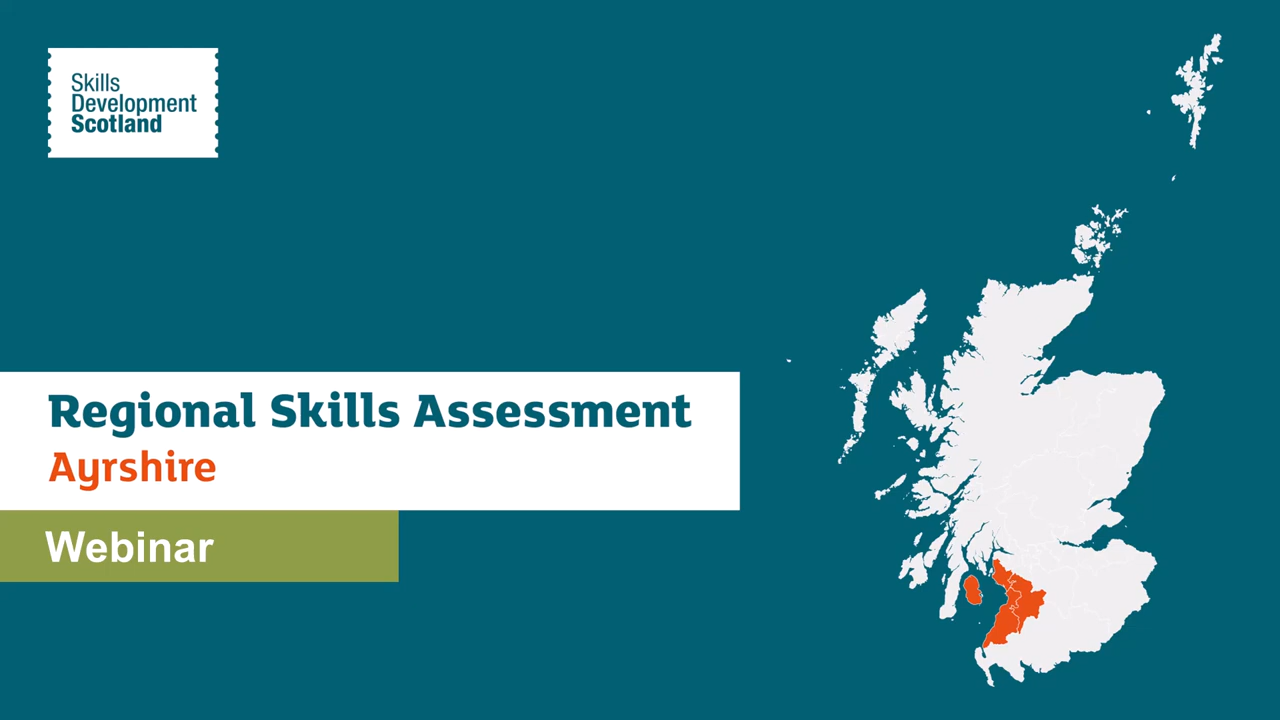 Skills
Development
Scotland
Regional Skills Assessment
Ayrshire
Webinar